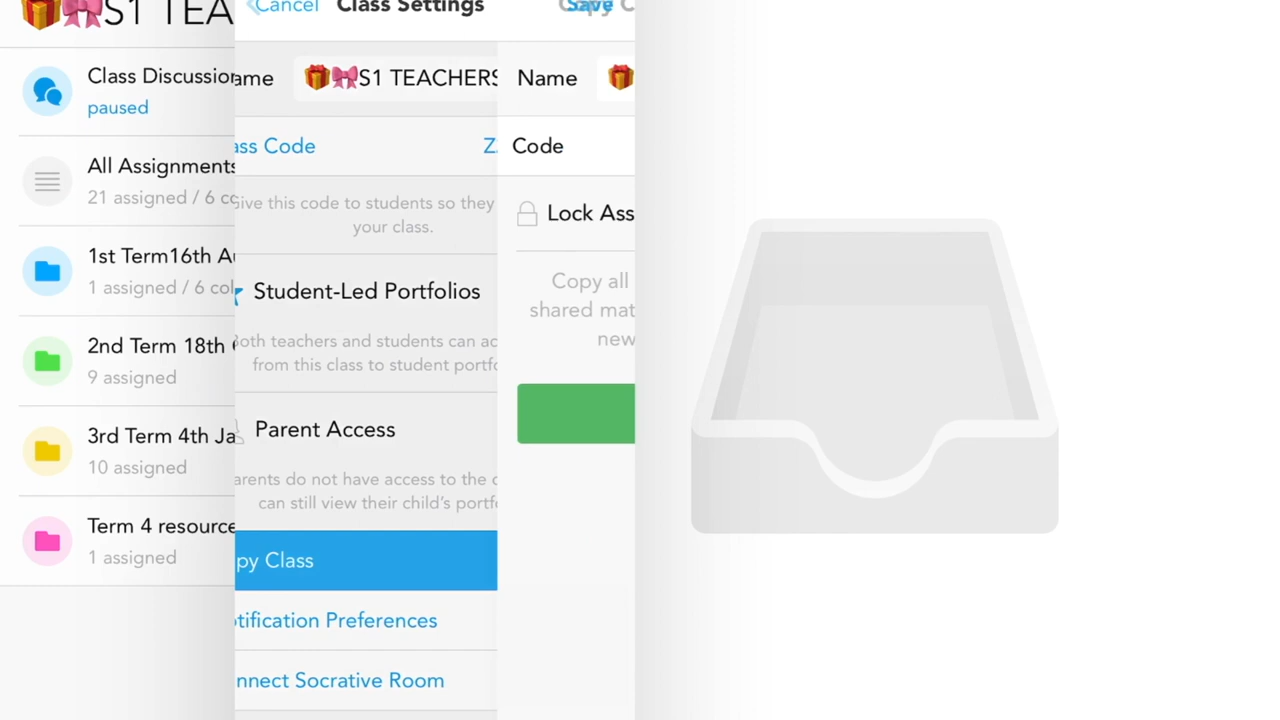 🎁🎀S1 TEA
Class Discussion
paused
All Assignments
21 assigned / 6 co
1st Term16th Au
1 assigned / 6 col
2nd Term 18th
9 assigned
3rd Term 4th Ja
10 assigned
Term 4 resource
1 assigned
Cancel Class Settings Save
ame 🎁🎀S1 TEACHERS
ass Code Z
ive this code to students so they
your class.
Student-Led Portfolios
Both teachers and students can ac
from this class to student portfo
Parent Access
arents do not have access to the c
can still view their child's portfo
py Class
tification Preferences
nnect Socrative Room
Copy C
Name 🎁
Code
Lock Ass
Copy all
shared mat
new